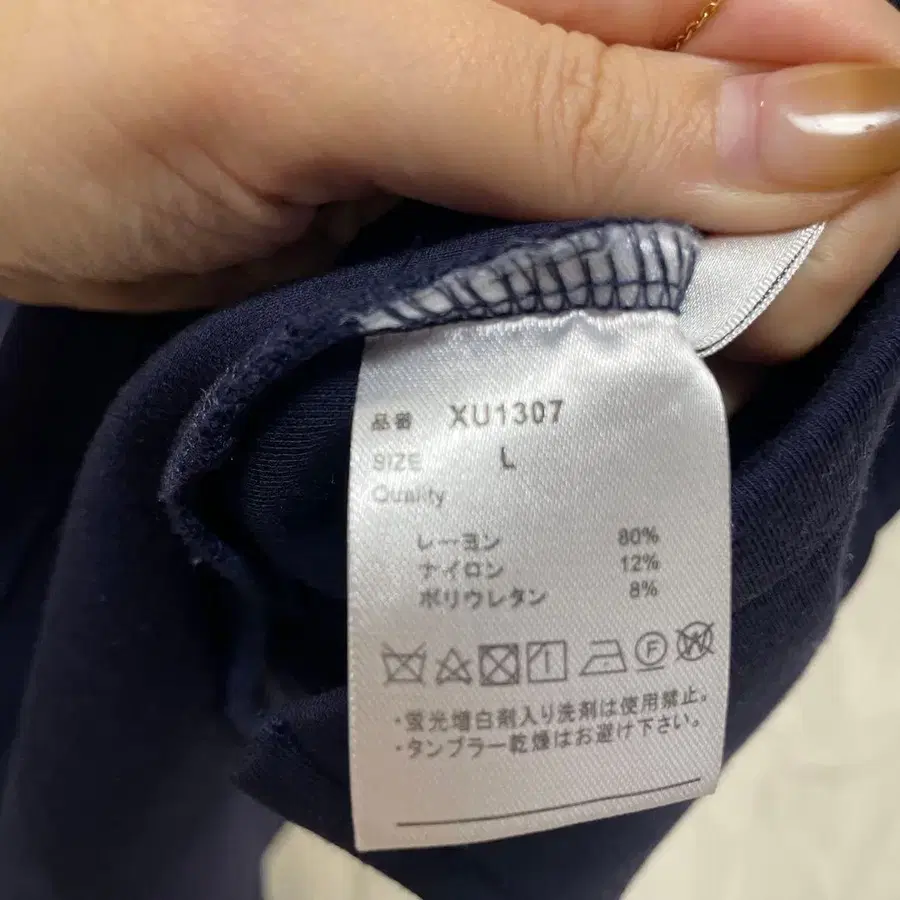 品番 XU1307
SIZE L
Quality
レーヨン 80%
ナイロン 12%
ポリウレタン 8%
F W
・蛍光増白剤入り洗剤は使用禁止。
・タンブラー乾燥はお避け下さい。